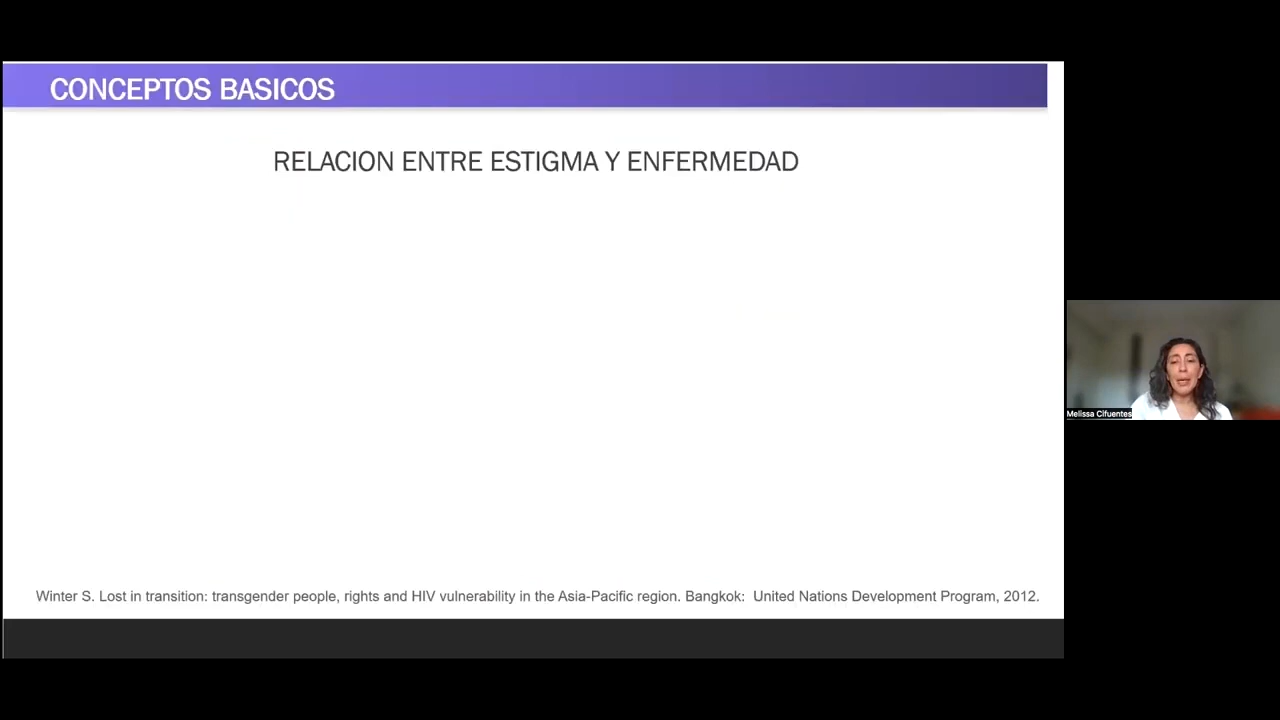 CONCEPTOS BASICOS
RELACION ENTRE ESTIGMA Y ENFERMEDAD
Winter S. Lost in transition: transgender people, rights and HIV vulnerability in the Asia-Pacific region. Bangkok:  United Nations Development Program, 2012.
Melissa Cifuentes